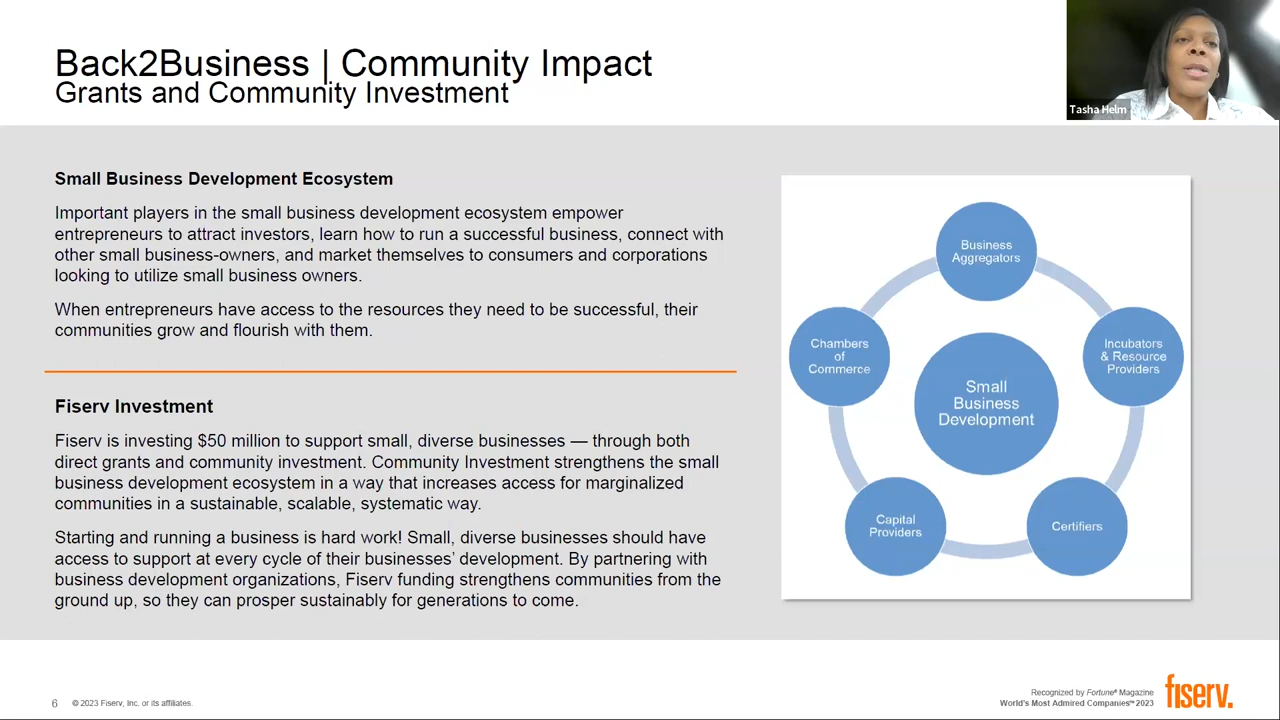 Back2Business | Community Impact
Grants and Community Investment
Tasha Helm
Small Business Development Ecosystem
Important players in the small business development ecosystem empower
entrepreneurs to attract investors, learn how to run a successful business, connect with
other small business-owners, and market themselves to consumers and corporations
looking to utilize small business owners.
When entrepreneurs have access to the resources they need to be successful, their
communities grow and flourish with them.
Fiserv Investment
Fiserv is investing $50 million to support small, diverse businesses — through both
direct grants and community investment. Community Investment strengthens the small
business development ecosystem in a way that increases access for marginalized
communities in a sustainable, scalable, systematic way.
Starting and running a business is hard work! Small, diverse businesses should have
access to support at every cycle of their businesses' development. By partnering with
business development organizations, Fiserv funding strengthens communities from the
ground up, so they can prosper sustainably for generations to come.
Business
Aggregators
Chambers
of
Commerce
Incubators
& Resource
Providers
Small
Business
Development
Capital
Providers
Certifiers
6
© 2023 Fiserv, Inc. or its affiliates.
Recognized by Fortune® Magazine
World's Most Admired Companies™ 2023
fiserv.